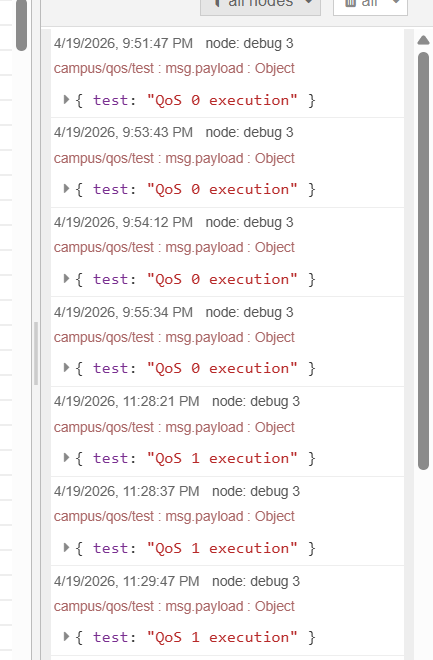 all nodes all
4/19/2026, 9:51:47 PM node: debug 3
campus/qos/test : msg.payload : Object
{ test: "QoS 0 execution" }
4/19/2026, 9:53:43 PM node: debug 3
campus/qos/test : msg.payload : Object
{ test: "QoS 0 execution" }
4/19/2026, 9:54:12 PM node: debug 3
campus/qos/test : msg.payload : Object
{ test: "QoS 0 execution" }
4/19/2026, 9:55:34 PM node: debug 3
campus/qos/test : msg.payload : Object
{ test: "QoS 0 execution" }
4/19/2026, 11:28:21 PM node: debug 3
campus/qos/test : msg.payload : Object
{ test: "QoS 1 execution" }
4/19/2026, 11:28:37 PM node: debug 3
campus/qos/test : msg.payload : Object
{ test: "QoS 1 execution" }
4/19/2026, 11:29:47 PM node: debug 3
campus/qos/test : msg.payload : Object
{ test: "QoS 1 execution" }